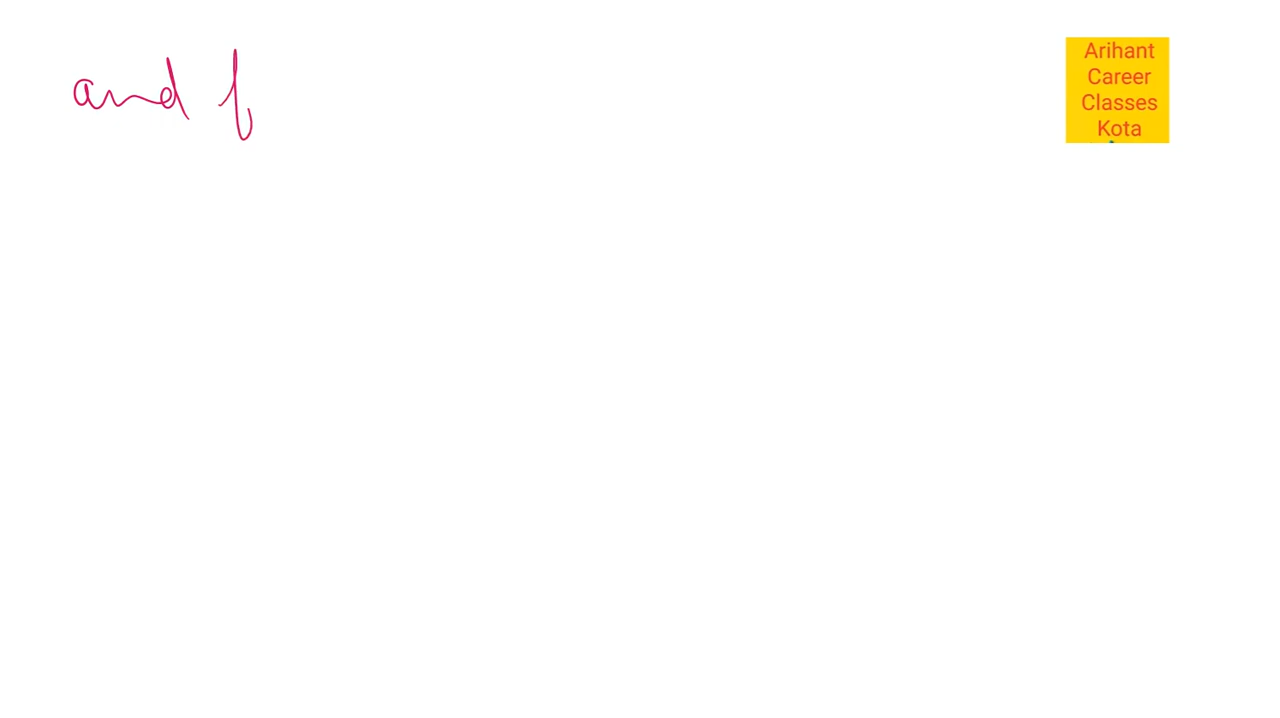 and f
Arihant
Career
Classes
Kota